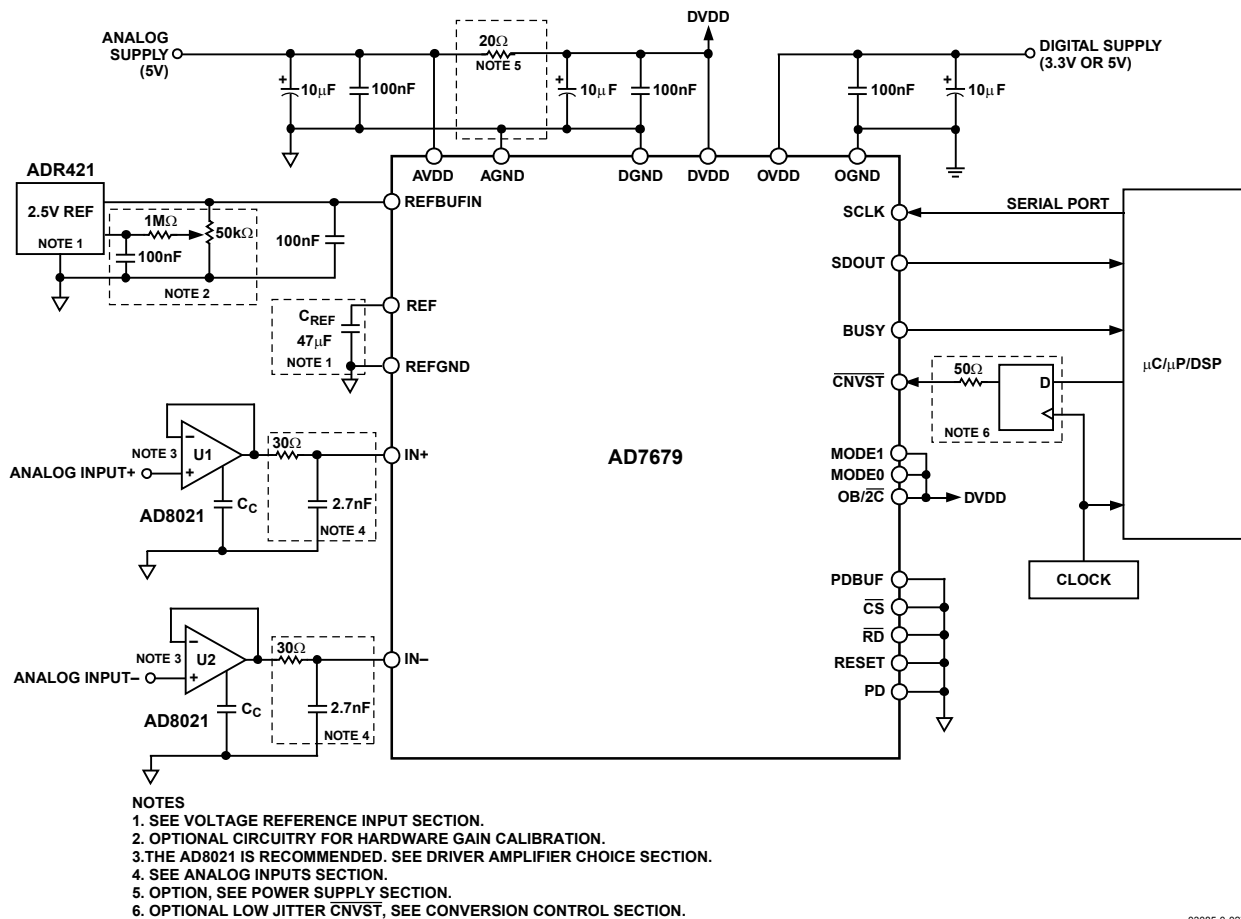 DVDD
ANALOG
SUPPLY
(5V)
20Ω
NOTE 5
DIGITAL SUPPLY
(3.3V OR 5V)
+
10μF
100nF
+
10μF
100nF
100nF
+
10μF
AVDD
AGND
DGND
DVDD
OVDD
OGND
ADR421
2.5V REF
NOTE 1
1MΩ
50kΩ
100nF
NOTE 2
100nF
REFBUFIN
CREF
47μF
NOTE 1
REF
REFGND
SCLK
SERIAL PORT
SDOUT
BUSY
CNVST
50Ω
D
NOTE 6
μC/μP/DSP
–
NOTE 3
U1
+
ANALOG INPUT+
AD8021
CC
30Ω
2.7nF
NOTE 4
IN+
AD7679
MODE1
MODE0
OB/2C
DVDD
CLOCK
–
NOTE 3
U2
+
ANALOG INPUT–
AD8021
CC
30Ω
2.7nF
NOTE 4
IN–
PDBUF
CS
RD
RESET
PD
NOTES
1. SEE VOLTAGE REFERENCE INPUT SECTION.
2. OPTIONAL CIRCUITRY FOR HARDWARE GAIN CALIBRATION.
3.THE AD8021 IS RECOMMENDED. SEE DRIVER AMPLIFIER CHOICE SECTION.
4. SEE ANALOG INPUTS SECTION.
5. OPTION, SEE POWER SUPPLY SECTION.
6. OPTIONAL LOW JITTER CNVST, SEE CONVERSION CONTROL SECTION.